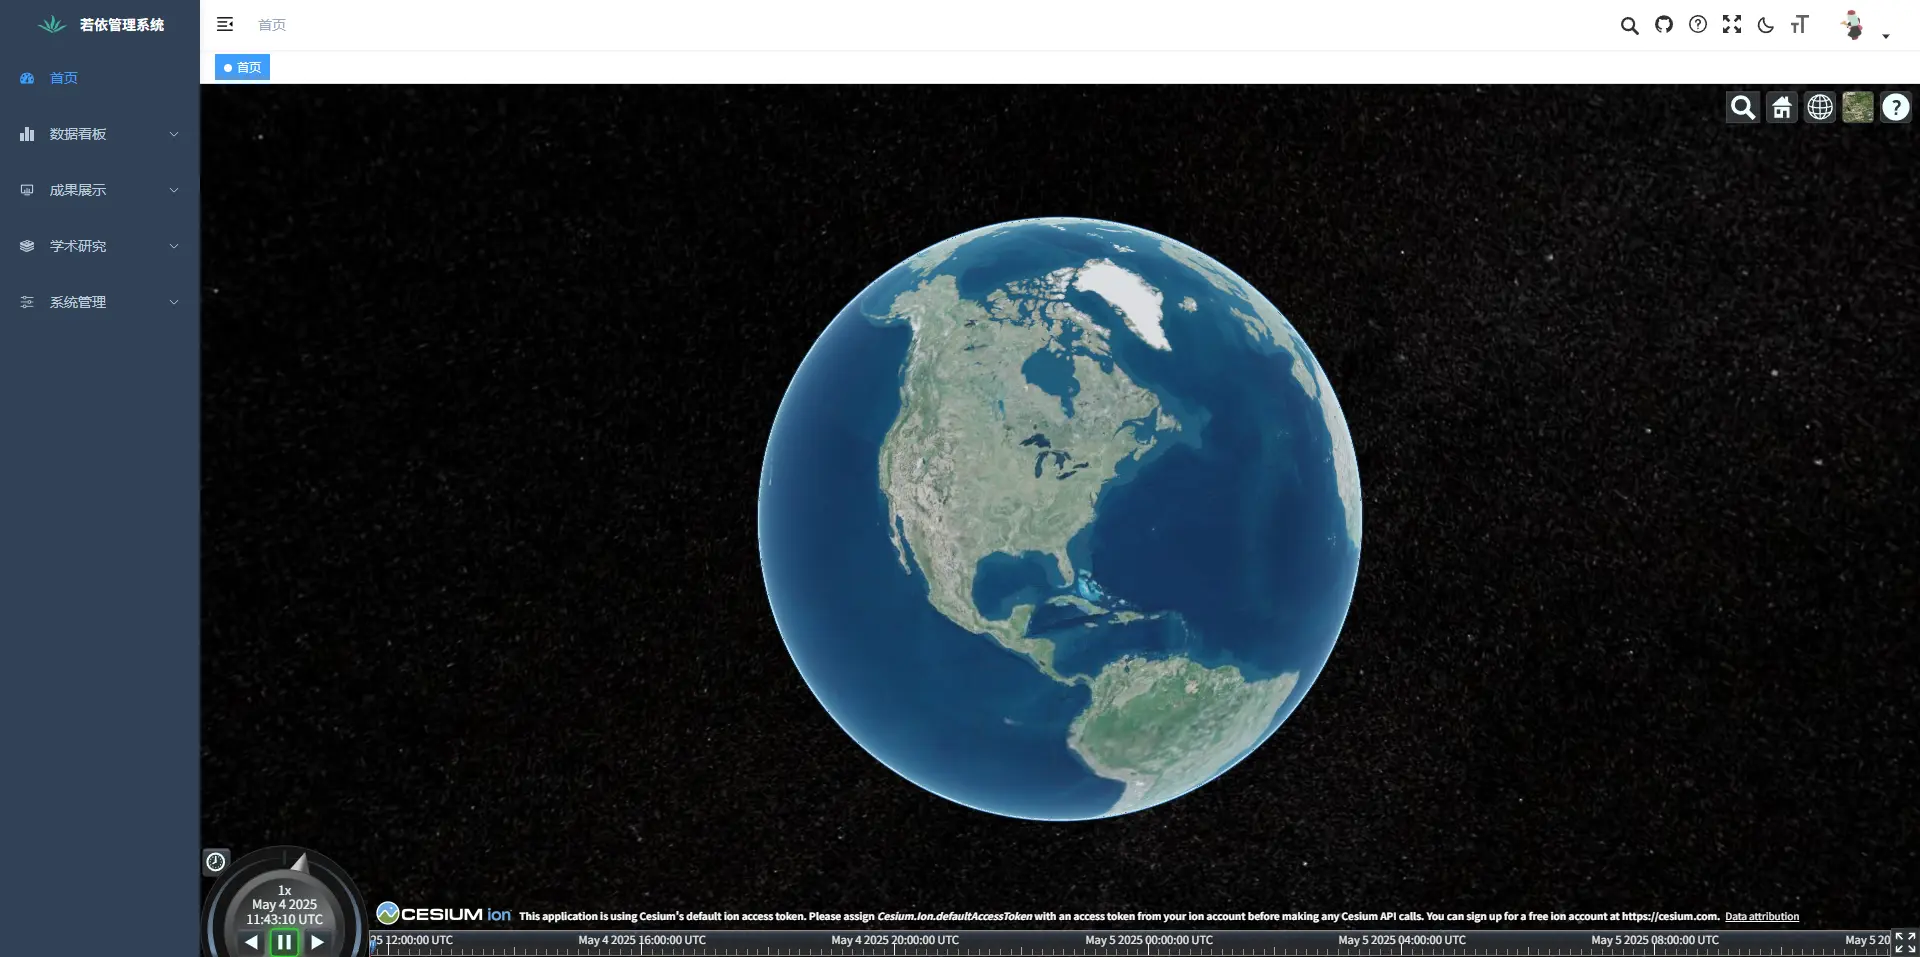 若依管理系统
首页
数据看板
成果展示
学术研究
系统管理
首页
首页
1x
May 4 2025
11:43:10 UTC
CESIUM ion This application is using Cesium's default ion access token. Please assign Cesium.Ion.defaultAccessToken with an access token from your ion account before making any Cesium API calls. You can sign up for a free ion account at https://cesium.com. Data attribution
25 12:00:00 UTC May 4 2025 16:00:00 UTC May 4 2025 20:00:00 UTC May 5 2025 00:00:00 UTC May 5 2025 04:00:00 UTC May 5 2025 08:00:00 UTC May 5 20